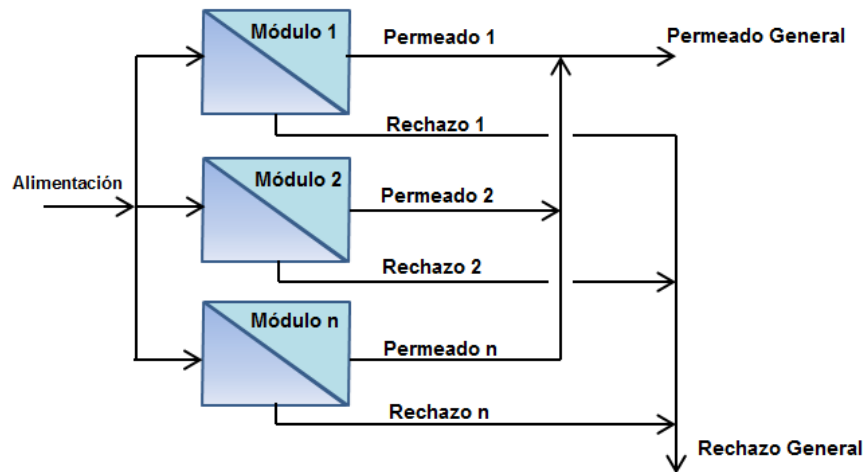 Módulo 1
Permeado 1
Permeado General
Rechazo 1
Alimentación
Módulo 2
Permeado 2
Rechazo 2
Módulo n
Permeado n
Rechazo n
Rechazo General